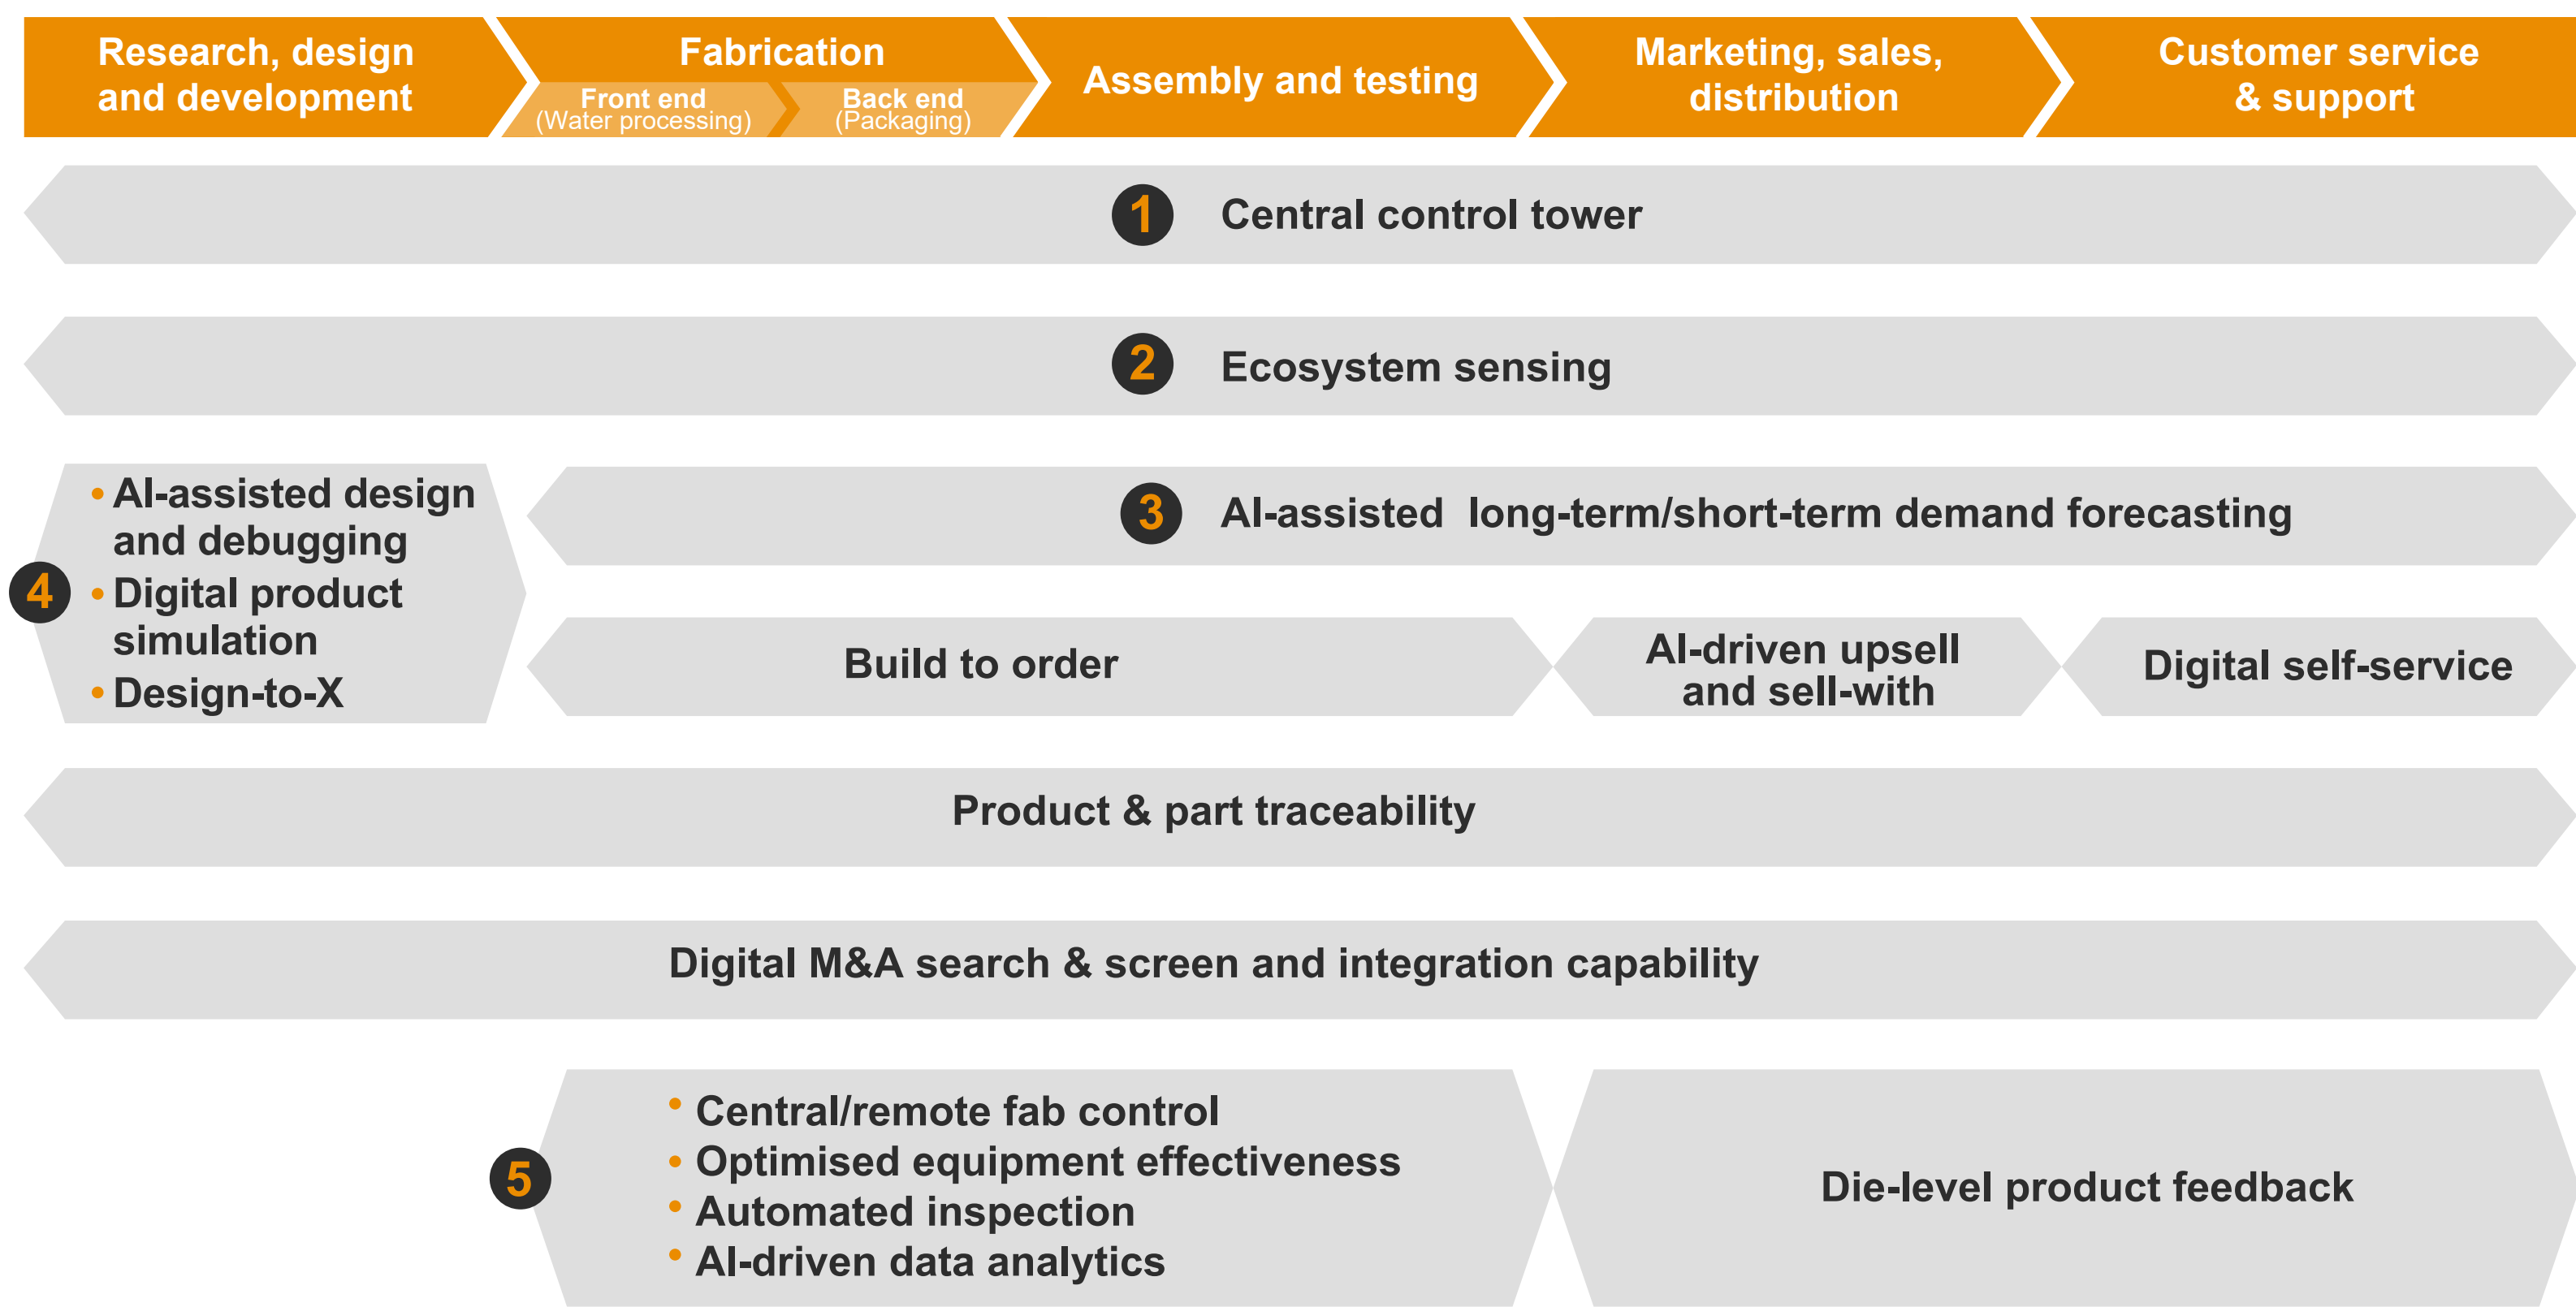 Research, design
and development
Fabrication
Front end
(Water processing)
Back end
(Packaging)
Assembly and testing
Marketing, sales,
distribution
Customer service
& support
1 Central control tower
2 Ecosystem sensing
4
• AI-assisted design
and debugging
• Digital product
simulation
• Design-to-X
3 AI-assisted long-term/short-term demand forecasting
Build to order
AI-driven upsell
and sell-with
Digital self-service
Product & part traceability
Digital M&A search & screen and integration capability
5
• Central/remote fab control
• Optimised equipment effectiveness
• Automated inspection
• AI-driven data analytics
Die-level product feedback